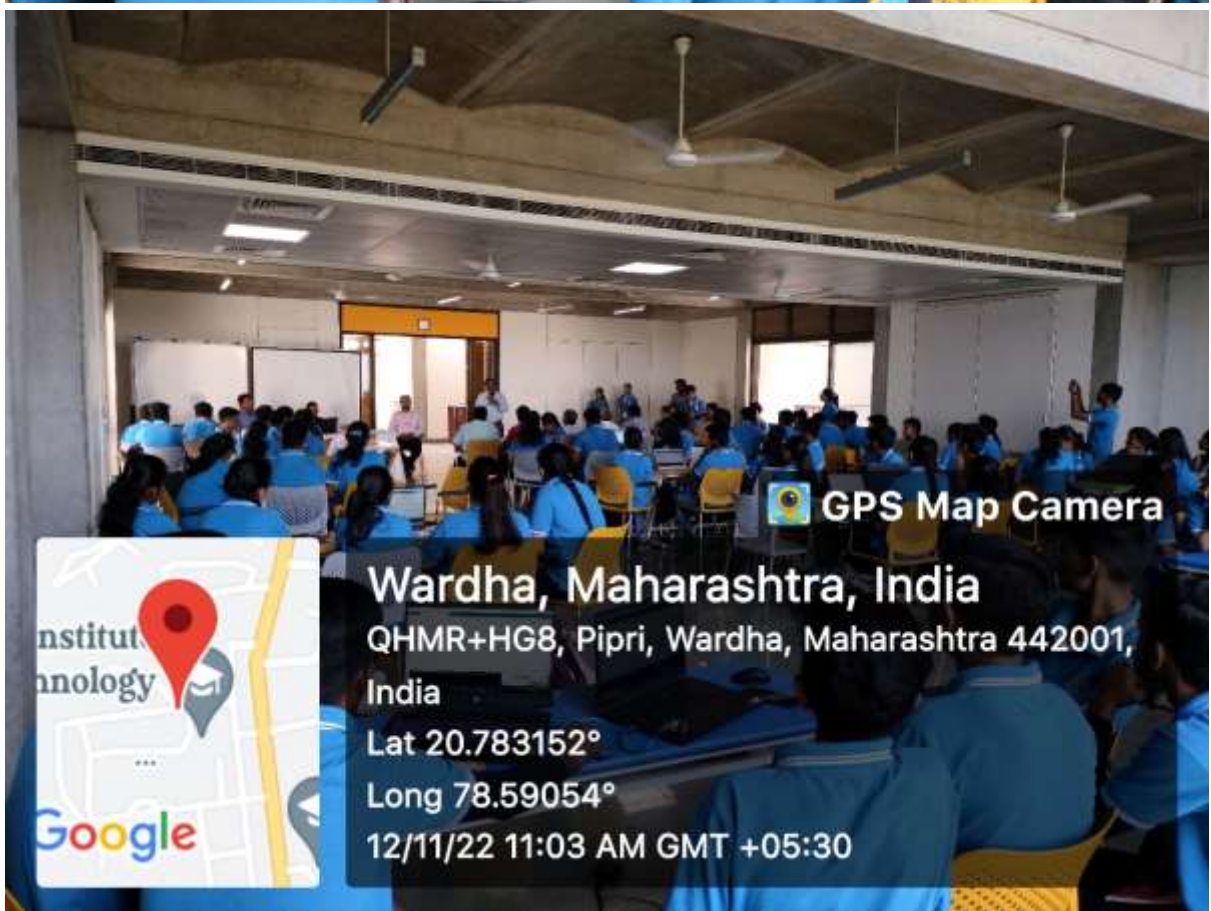 GPS Map Camera
Wardha, Maharashtra, India
QHMR+HG8, Pipri, Wardha, Maharashtra 442001,
India
Lat 20.783152°
Long 78.59054°
12/11/22 11:03 AM GMT +05:30
nstitut
nnology
...
Google